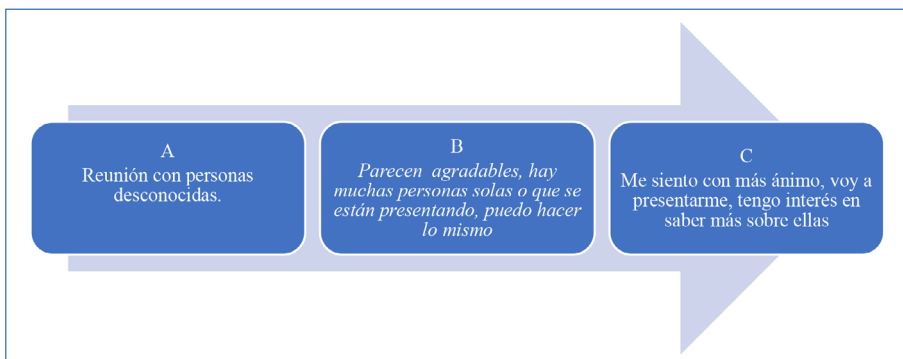 A
Reunión con personas
desconocidas.
B
Parecen agradables, hay
muchas personas solas o que se
están presentando, puedo hacer
lo mismo
C
Me siento con más ánimo, voy a
presentarme, tengo interés en
saber más sobre ellas